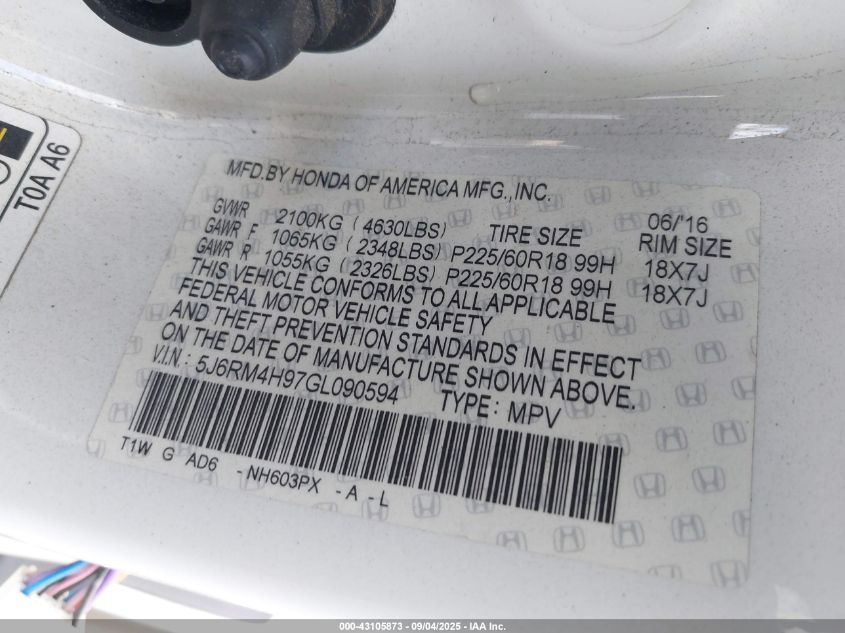 T0A A6
MFD.BY HONDA OF AMERICA MFG.,INC.
06/'16
GVWR 2100KG (4630LBS) TIRE SIZE RIM SIZE
GAWR F 1065KG (2348LBS) P225/60R18 99H 18X7J
GAWR R 1055KG (2326LBS) P225/60R18 99H 18X7J
THIS VEHICLE CONFORMS TO ALL APPLICABLE
FEDERAL MOTOR VEHICLE SAFETY
AND THEFT PREVENTION STANDARDS IN EFFECT
ON THE DATE OF MANUFACTURE SHOWN ABOVE.
V.I.N: 5J6RM4H97GL090594 TYPE: MPV
T1W G AD6 -NH603PX -A -L
000-43105873 - 09/04/2025 - IAA Inc.